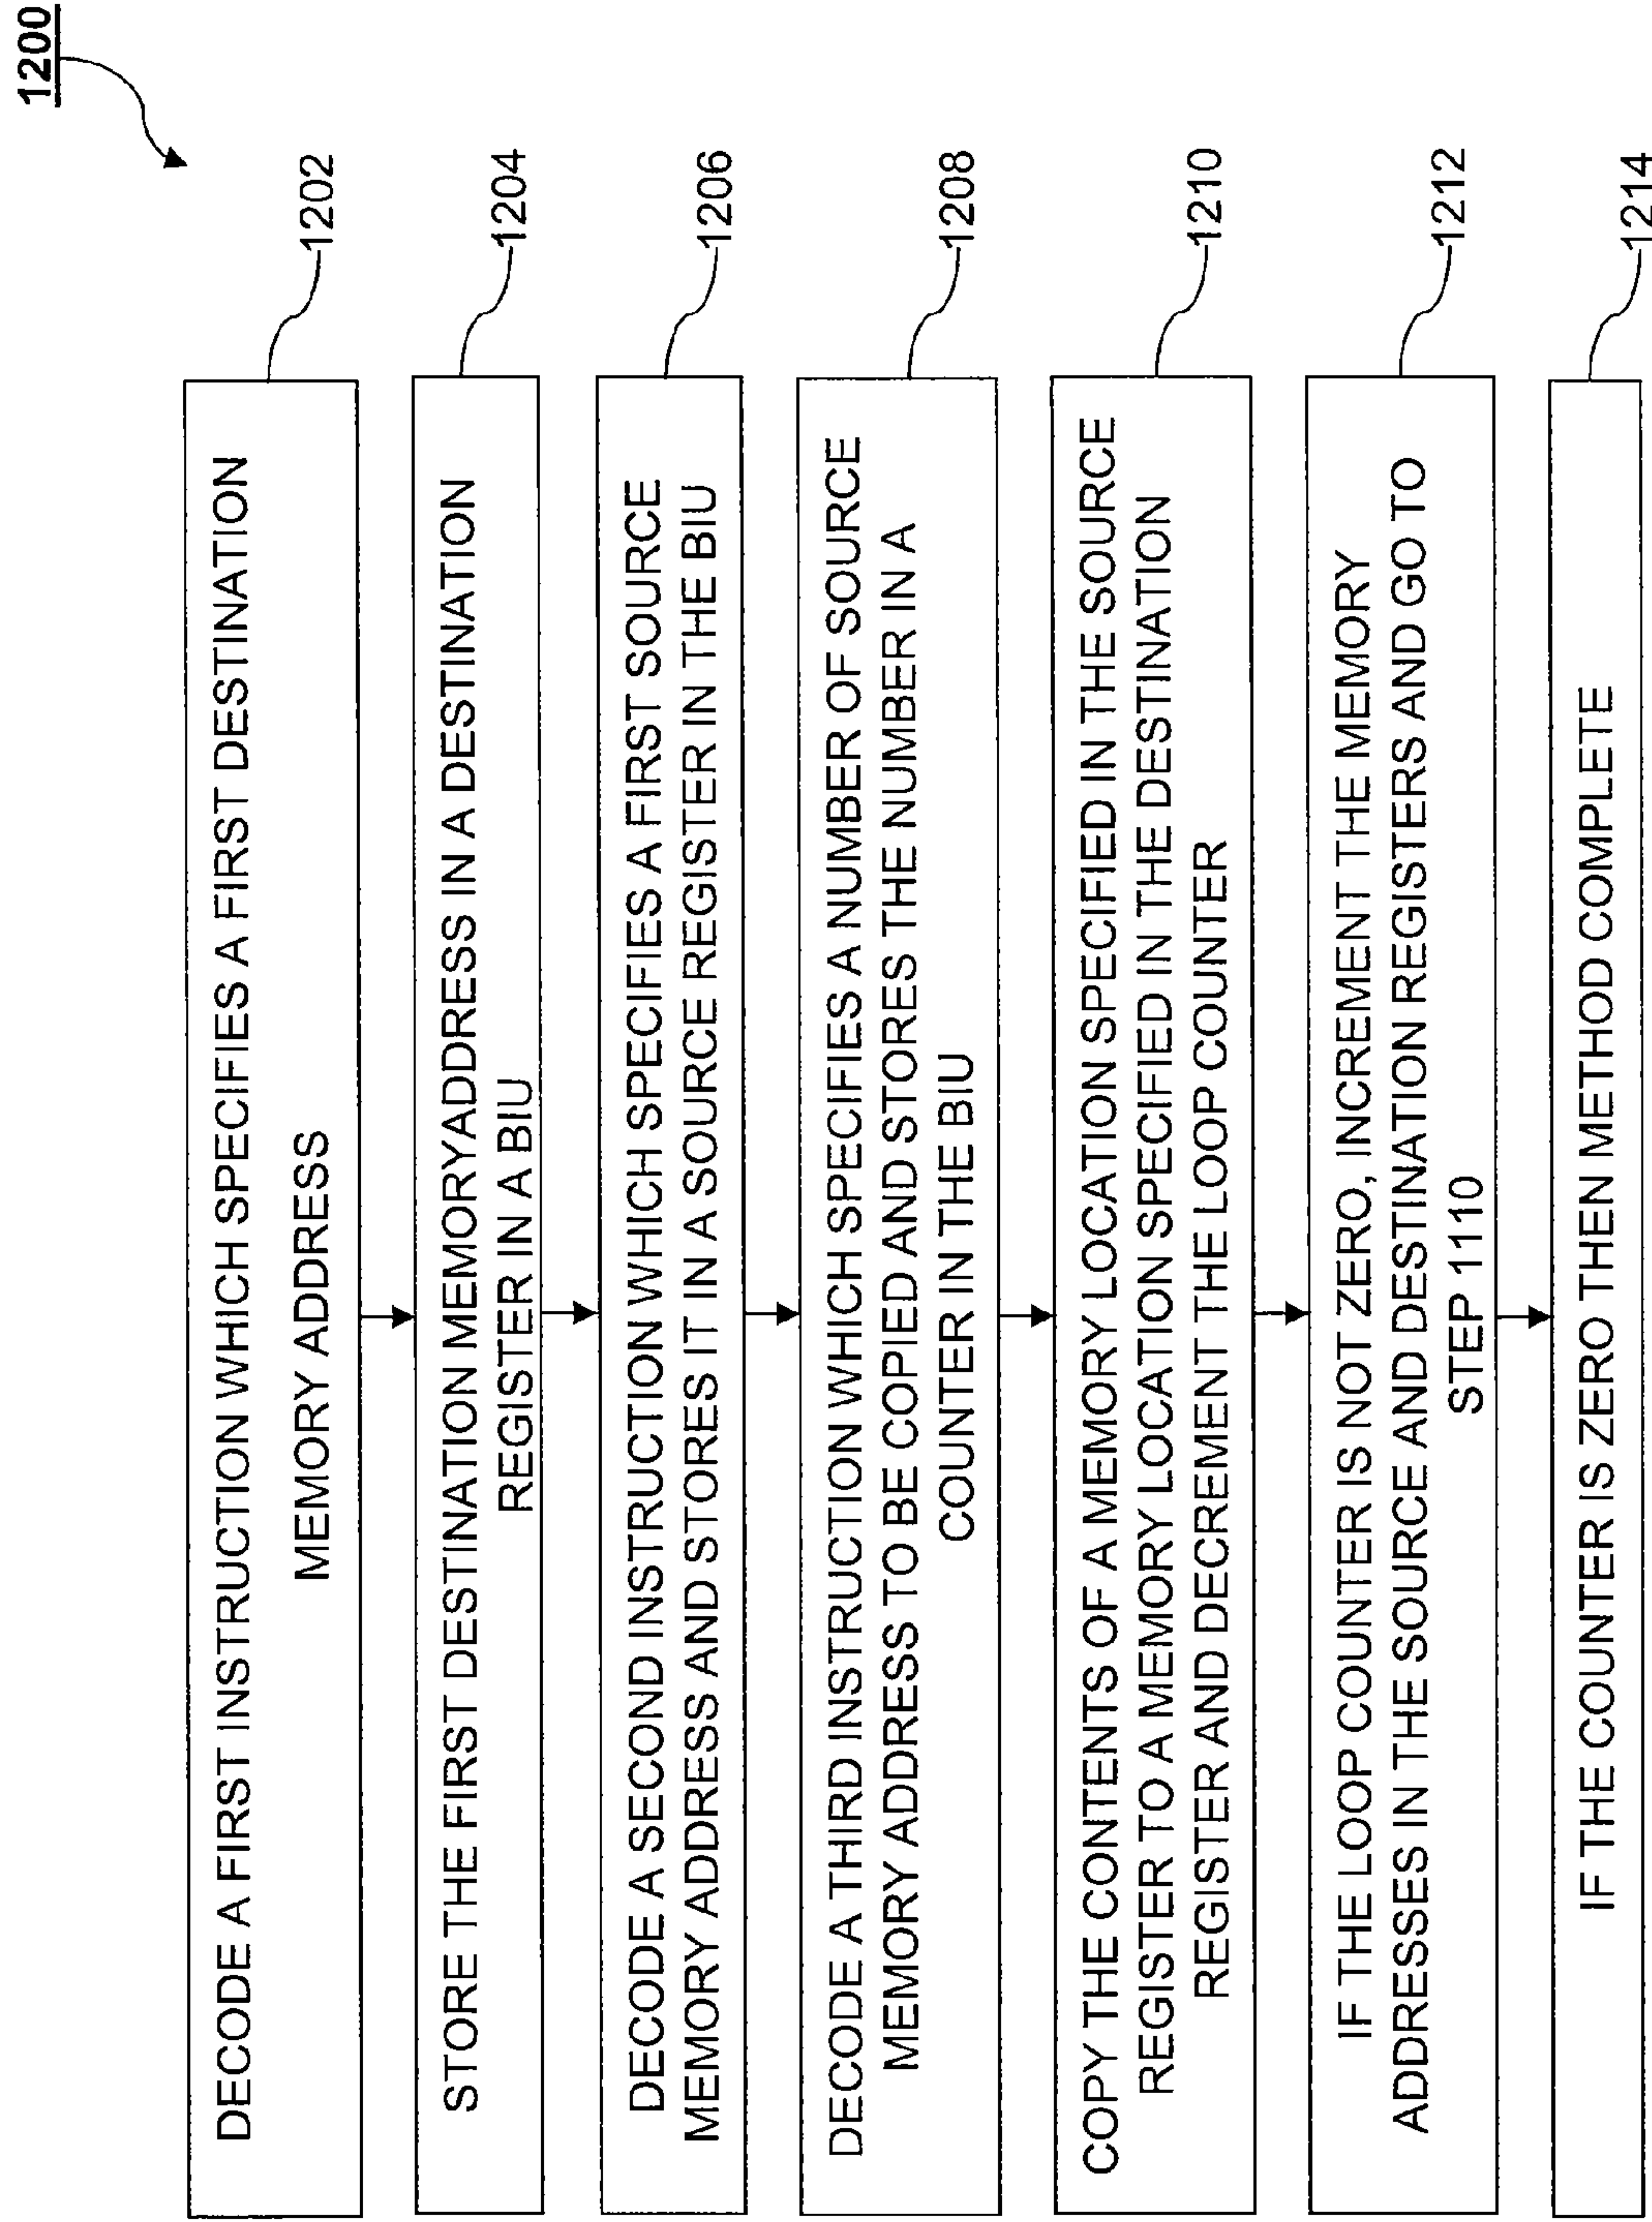 1200
DECODE A FIRST INSTRUCTION WHICH SPECIFIES A FIRST DESTINATION
MEMORY ADDRESS
1202
STORE THE FIRST DESTINATION MEMORYADDRESS IN A DESTINATION
REGISTER IN A BIU
1204
DECODE A SECOND INSTRUCTION WHICH SPECIFIES A FIRST SOURCE
MEMORY ADDRESS AND STORES IT IN A SOURCE REGISTER IN THE BIU
1206
DECODE A THIRD INSTRUCTION WHICH SPECIFIES A NUMBER OF SOURCE
MEMORY ADDRESS TO BE COPIED AND STORES THE NUMBER IN A
COUNTER IN THE BIU
1208
COPY THE CONTENTS OF A MEMORY LOCATION SPECIFIED IN THE SOURCE
REGISTER TO A MEMORY LOCATION SPECIFIED IN THE DESTINATION
REGISTER AND DECREMENT THE LOOP COUNTER
1210
IF THE LOOP COUNTER IS NOT ZERO, INCREMENT THE MEMORY
ADDRESSES IN THE SOURCE AND DESTINATION REGISTERS AND GO TO
STEP 1110
1212
IF THE COUNTER IS ZERO THEN METHOD COMPLETE
1214